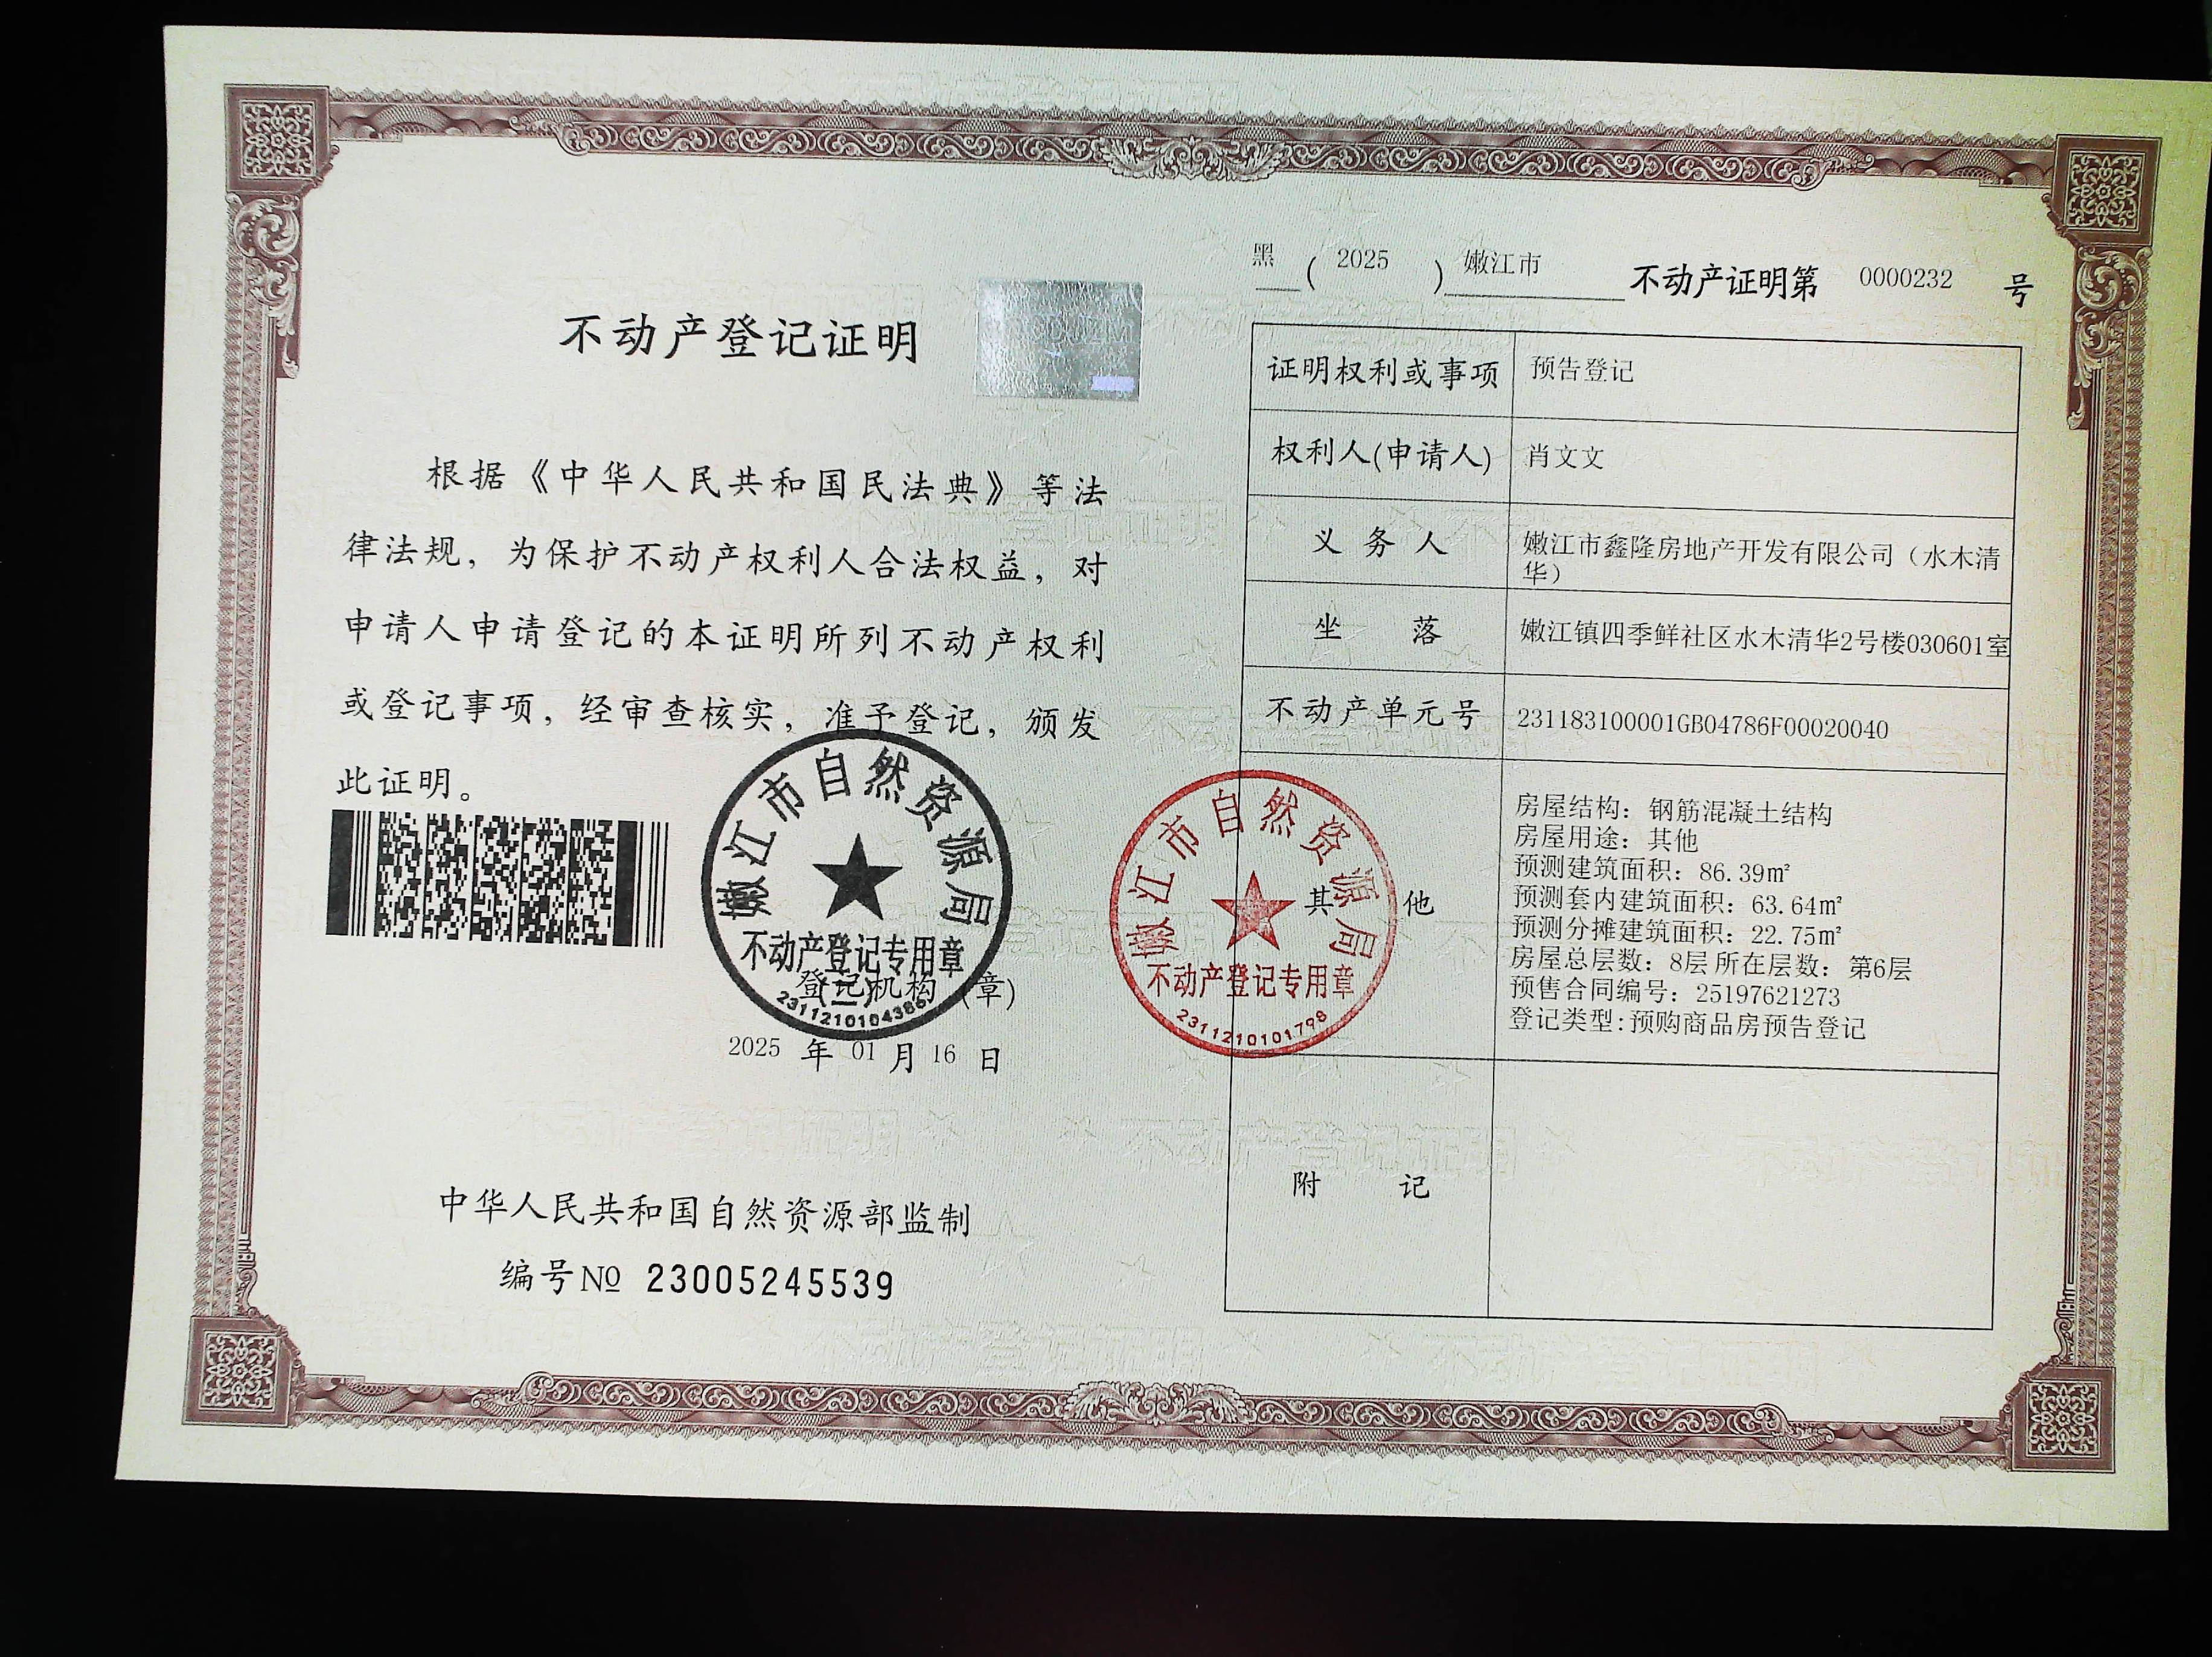 不动产登记证明
根据《中华人民共和国民法典》等法
律法规，为保护不动产权利人合法权益，对
申请人申请登记的本证明所列不动产权利
或登记事项，经审查核实，准予登记，颁发
此证明。
嫩江市自然资源局
不动产登记专用章
登记机构 (章)
2025 年 01 月 16 日
中华人民共和国自然资源部监制
编号№ 23005245539
黑 ( 2025 ) 嫩江市 不动产证明第 0000232 号
证明权利或事项 预告登记
权利人(申请人) 肖文文
义务人 嫩江市鑫隆房地产开发有限公司（水木清
华）
坐落 嫩江镇四季鲜社区水木清华2号楼030601室
不动产单元号 231183100001GB04786F00020040
其他
房屋结构：钢筋混凝土结构
房屋用途：其他
预测建筑面积：86.39㎡
预测套内建筑面积：63.64㎡
预测分摊建筑面积：22.75㎡
房屋总层数：8层 所在层数：第6层
预售合同编号：25197621273
登记类型:预购商品房预告登记
嫩江市自然资源局
不动产登记专用章
2311210101798
附记